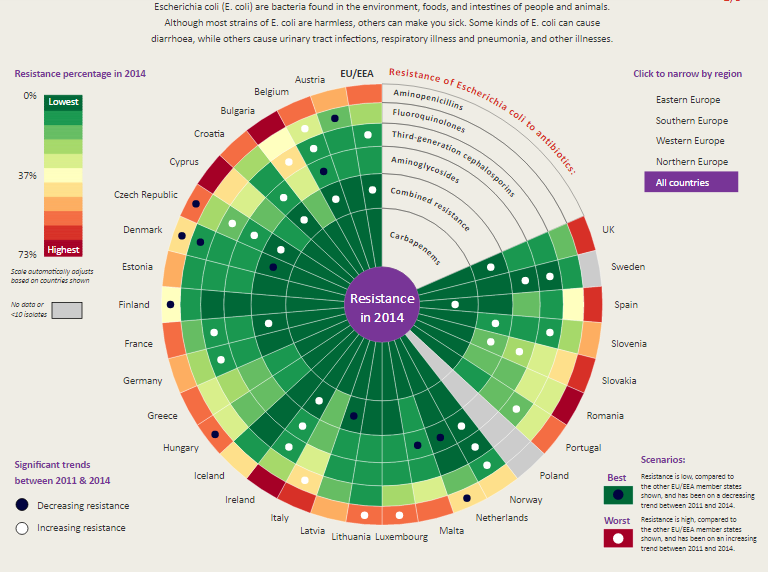 Escherichia coli (E. coli) are bacteria found in the environment, foods, and intestines of people and animals.
Although most strains of E. coli are harmless, others can make you sick. Some kinds of E. coli can cause
diarrhoea, while others cause urinary tract infections, respiratory illness and pneumonia, and other illnesses.
Resistance percentage in 2014
0%
Lowest
37%
73%
Highest
Scale automatically adjusts
based on countries shown
No data or
<10 isolates
Significant trends
between 2011 & 2014
Decreasing resistance
Increasing resistance
EU/EEA
Austria
Belgium
Bulgaria
Croatia
Cyprus
Czech Republic
Denmark
Estonia
Finland
France
Germany
Greece
Hungary
Iceland
Ireland
Italy
Latvia
Lithuania
Luxembourg
Malta
Netherlands
Norway
Poland
Portugal
Romania
Slovakia
Slovenia
Spain
Sweden
UK
Resistance of Escherichia coli to antibiotics:
Aminopenicillins
Fluoroquinolones
Third-generation cephalosporins
Aminoglycosides
Combined resistance
Carbapenems
Resistance
in 2014
Click to narrow by region
Eastern Europe
Southern Europe
Western Europe
Northern Europe
All countries
Scenarios:
Best
Resistance is low, compared to
the other EU/EEA member states
shown, and has been on a decreasing
trend between 2011 and 2014.
Worst
Resistance is high, compared to
the other EU/EEA member states
shown, and has been on an increasing
trend between 2011 and 2014.